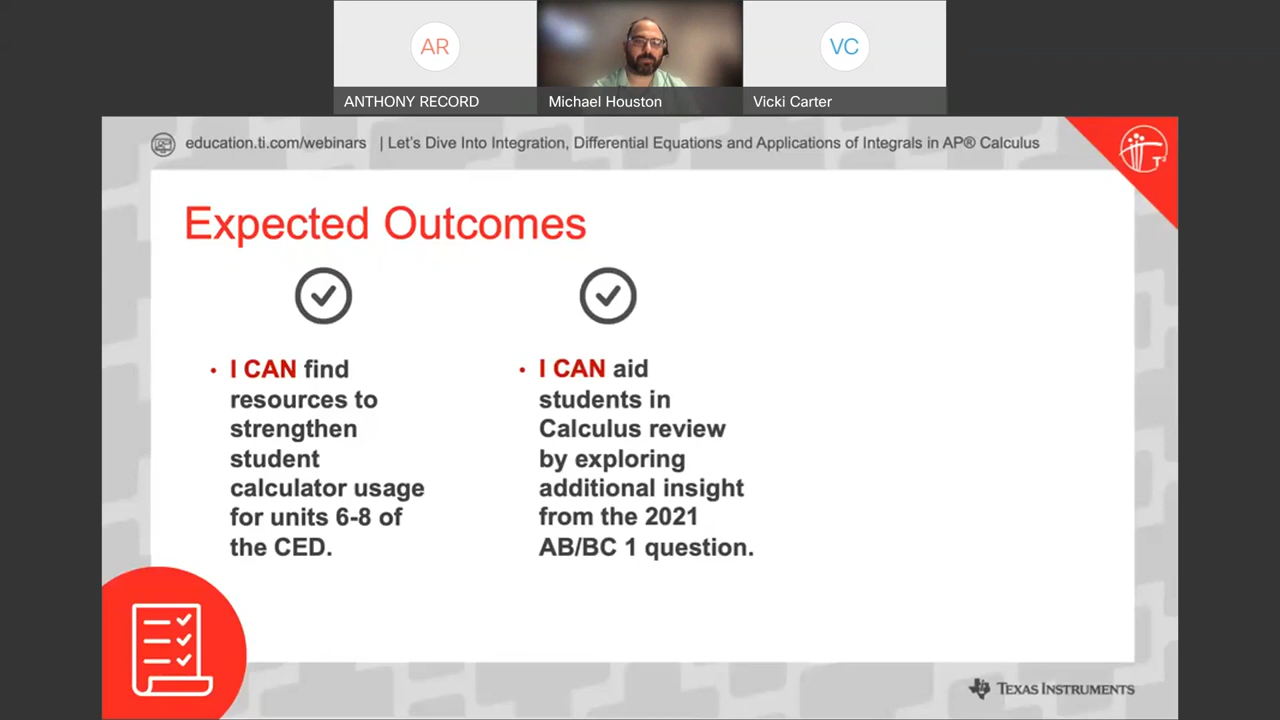 AR
VC
ANTHONY RECORD
Michael Houston
Vicki Carter
education.ti.com/webinars | Let's Dive Into Integration, Differential Equations and Applications of Integrals in AP® Calculus
Expected Outcomes
• I CAN find
resources to
strengthen
student
calculator usage
for units 6-8 of
the CED.
• I CAN aid
students in
Calculus review
by exploring
additional insight
from the 2021
AB/BC 1 question.
TEXAS INSTRUMENTS